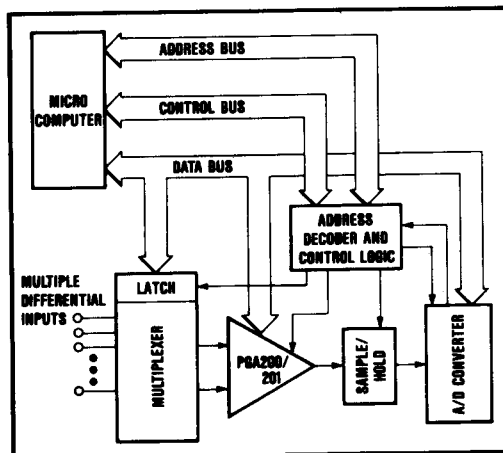 ADDRESS BUS
MICRO
COMPUTER
CONTROL BUS
DATA BUS
ADDRESS
DECODER AND
CONTROL LOGIC
MULTIPLE
DIFFERENTIAL
INPUTS
LATCH
MULTIPLEXER
PGA200/
201
SAMPLE/
HOLD
A/D CONVERTER